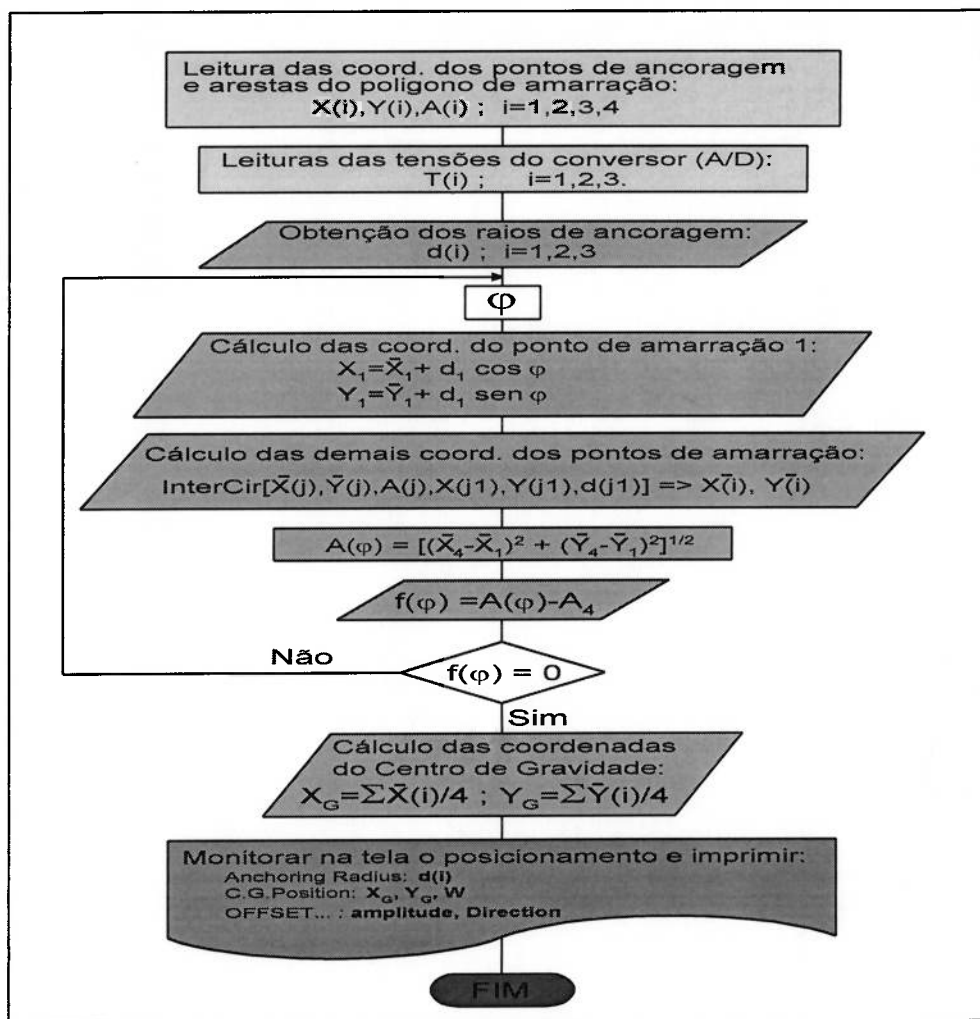 Leitura das coord. dos pontos de ancoragem
e arestas do polígono de amarração:
X(i),Y(i),A(i) ; i=1,2,3,4
Leituras das tensões do conversor (A/D):
T(i) ; i=1,2,3.
Obtenção dos raios de ancoragem:
d(i) ; i=1,2,3
φ
Cálculo das coord. do ponto de amarração 1:
X₁=X̄₁+ d₁ cos φ
Y₁=Ȳ₁+ d₁ sen φ
Cálculo das demais coord. dos pontos de amarração:
InterCir[X̄(j),Ȳ(j),A(j),X(j1),Y(j1),d(j1)] => X̄(i), Ȳ(i)
A(φ) = [(X̄₄-X̄₁)² + (Ȳ₄-Ȳ₁)²]¹/²
f(φ) =A(φ)-A₄
Não
f(φ) = 0
Sim
Cálculo das coordenadas
do Centro de Gravidade:
X_G=ΣX̄(i)/4 ; Y_G=ΣȲ(i)/4
Monitorar na tela o posicionamento e imprimir:
Anchoring Radius: d(i)
C.G.Position: X_G, Y_G, W
OFFSET... : amplitude, Direction
FIM